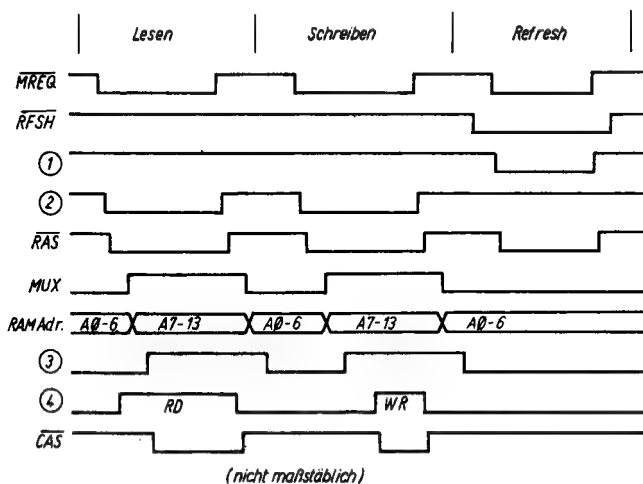 Lesen Schreiben Refresh
MREQ
RFSH
①
②
RAS
MUX
RAM Adr. AØ-6 A7-13 AØ-6 A7-13 AØ-6
③
④ RD WR
CAS
(nicht maßstäblich)